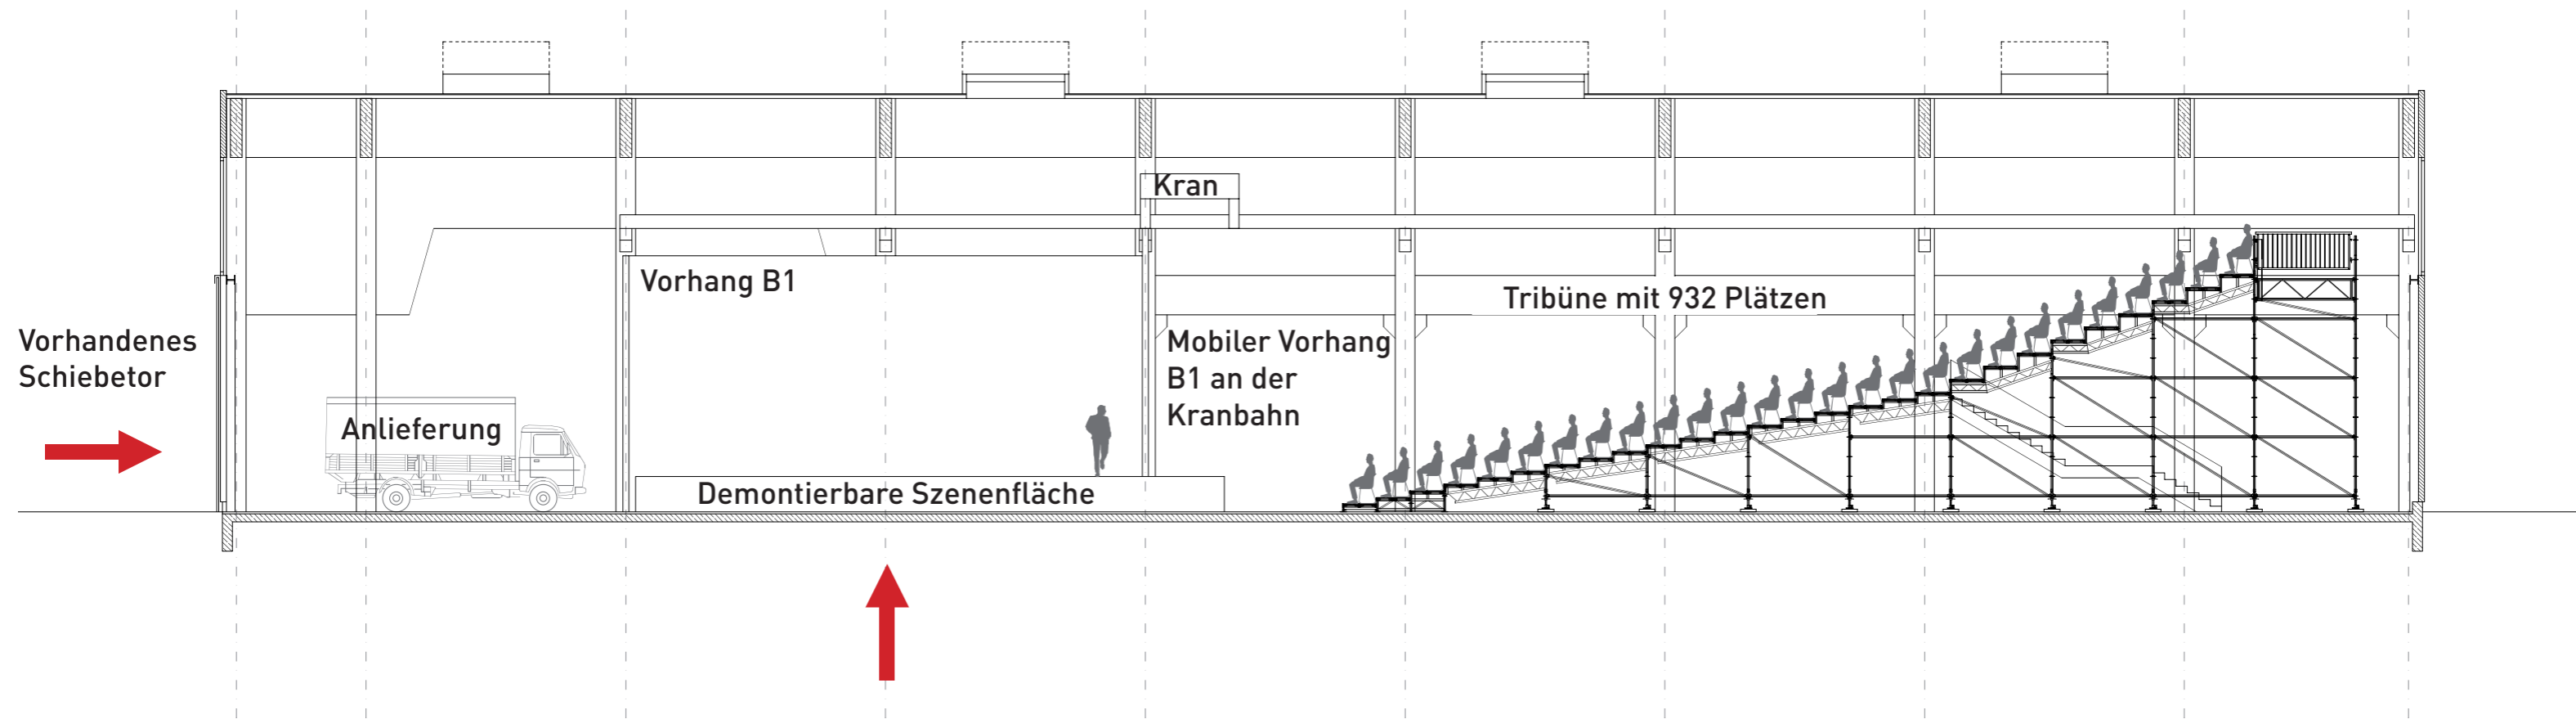 Kran
Vorhang B1
Tribüne mit 932 Plätzen
Vorhandenes
Schiebetor
Mobiler Vorhang
B1 an der
Kranbahn
Anlieferung
Demontierbare Szenenfläche